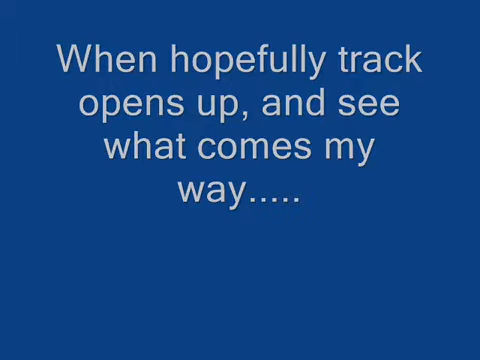 When hopefully track
opens up, and see
what comes my
way.....